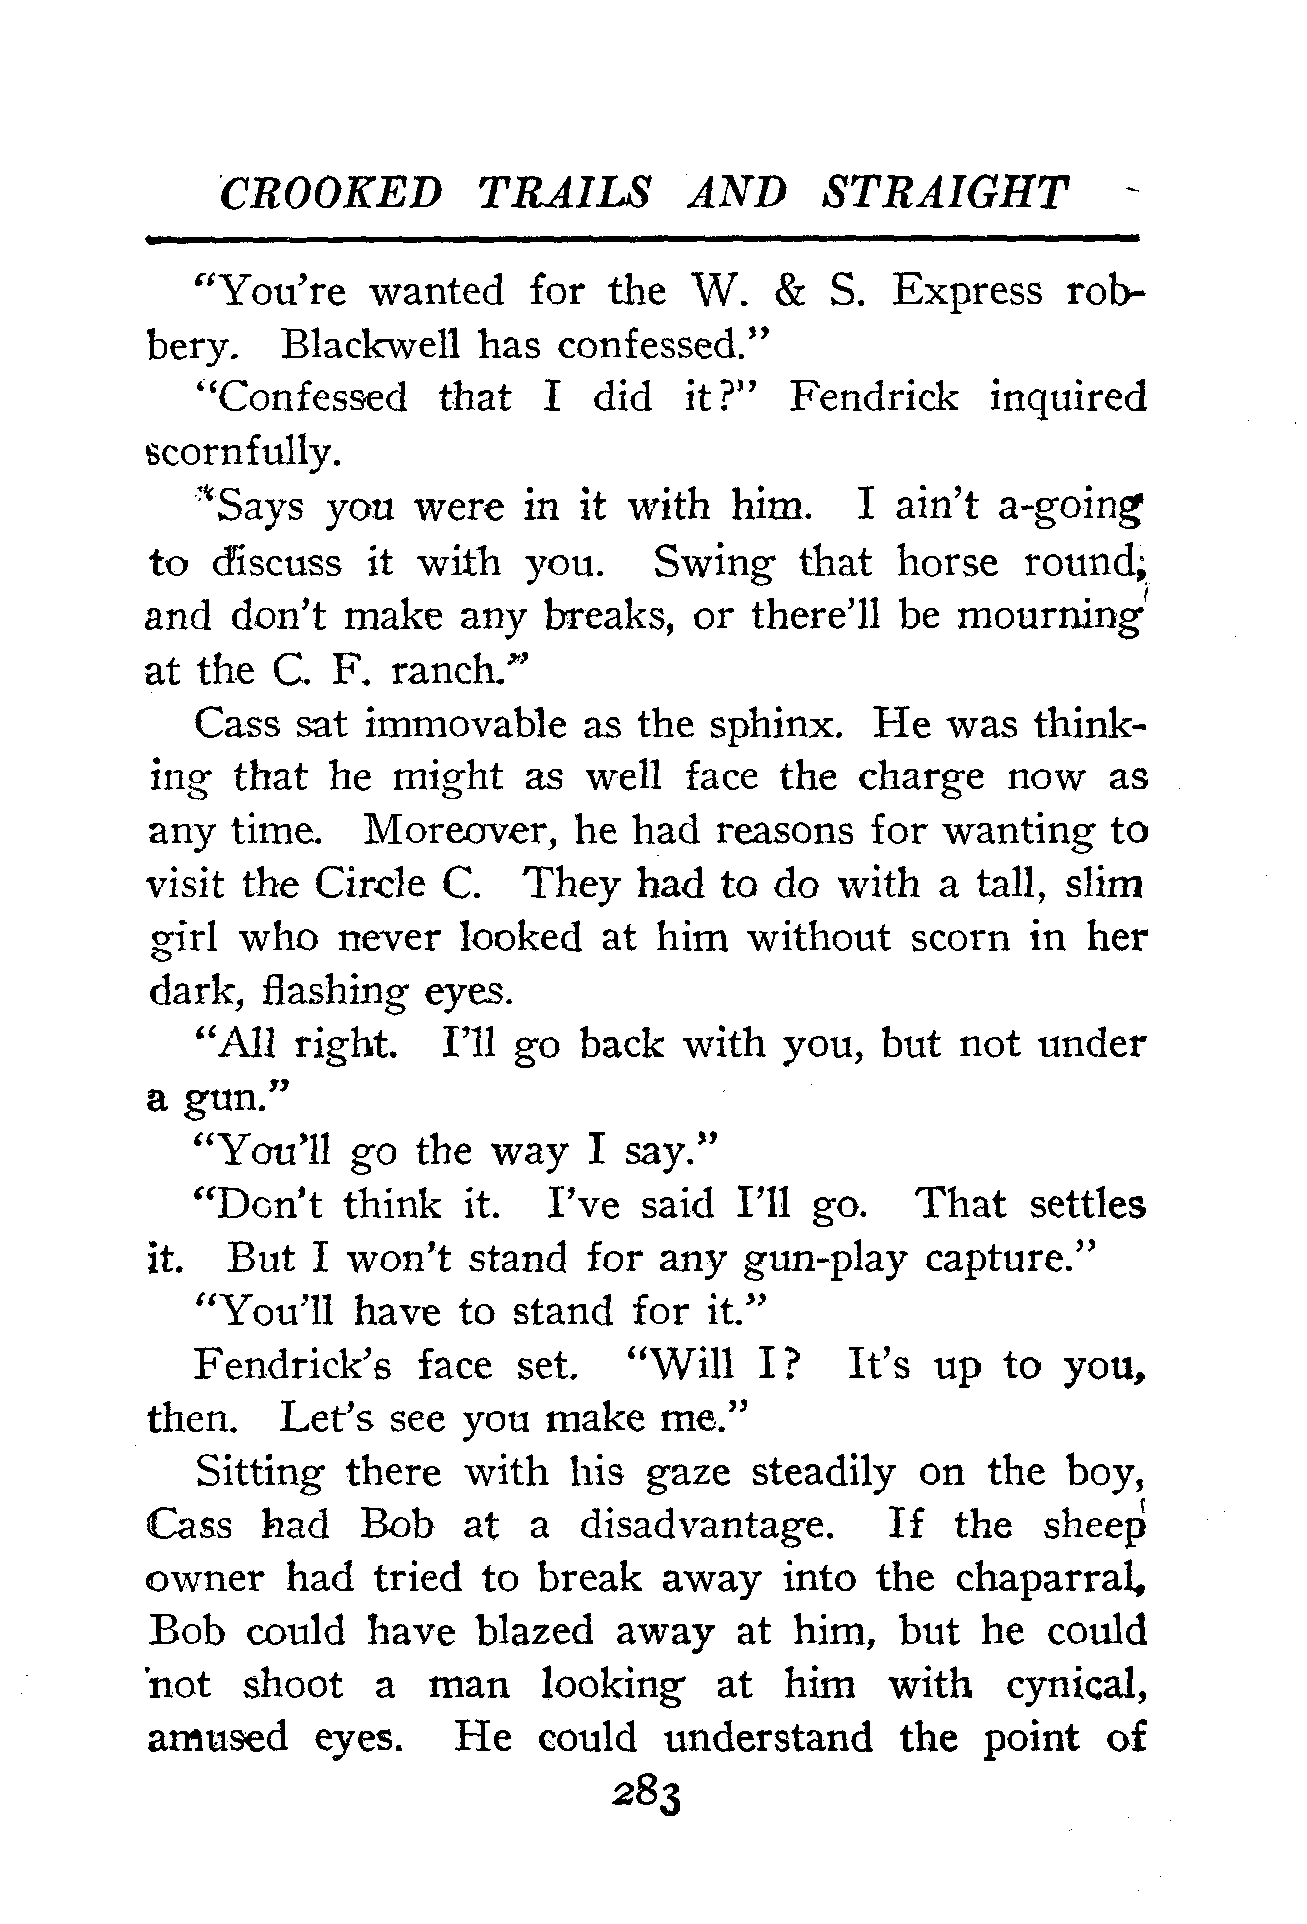 CROOKED TRAILS AND STRAIGHT
"You're wanted for the W. & S. Express rob-
bery. Blackwell has confessed."
"Confessed that I did it?" Fendrick inquired
scornfully.
"Says you were in it with him. I ain't a-going
to discuss it with you. Swing that horse round,
and don't make any breaks, or there'll be mourning
at the C. F. ranch."
Cass sat immovable as the sphinx. He was think-
ing that he might as well face the charge now as
any time. Moreover, he had reasons for wanting to
visit the Circle C. They had to do with a tall, slim
girl who never looked at him without scorn in her
dark, flashing eyes.
"All right. I'll go back with you, but not under
a gun."
"You'll go the way I say."
"Don't think it. I've said I'll go. That settles
it. But I won't stand for any gun-play capture."
"You'll have to stand for it."
Fendrick's face set. "Will I? It's up to you,
then. Let's see you make me."
Sitting there with his gaze steadily on the boy,
Cass had Bob at a disadvantage. If the sheep
owner had tried to break away into the chaparral,
Bob could have blazed away at him, but he could
not shoot a man looking at him with cynical,
amused eyes. He could understand the point of
283